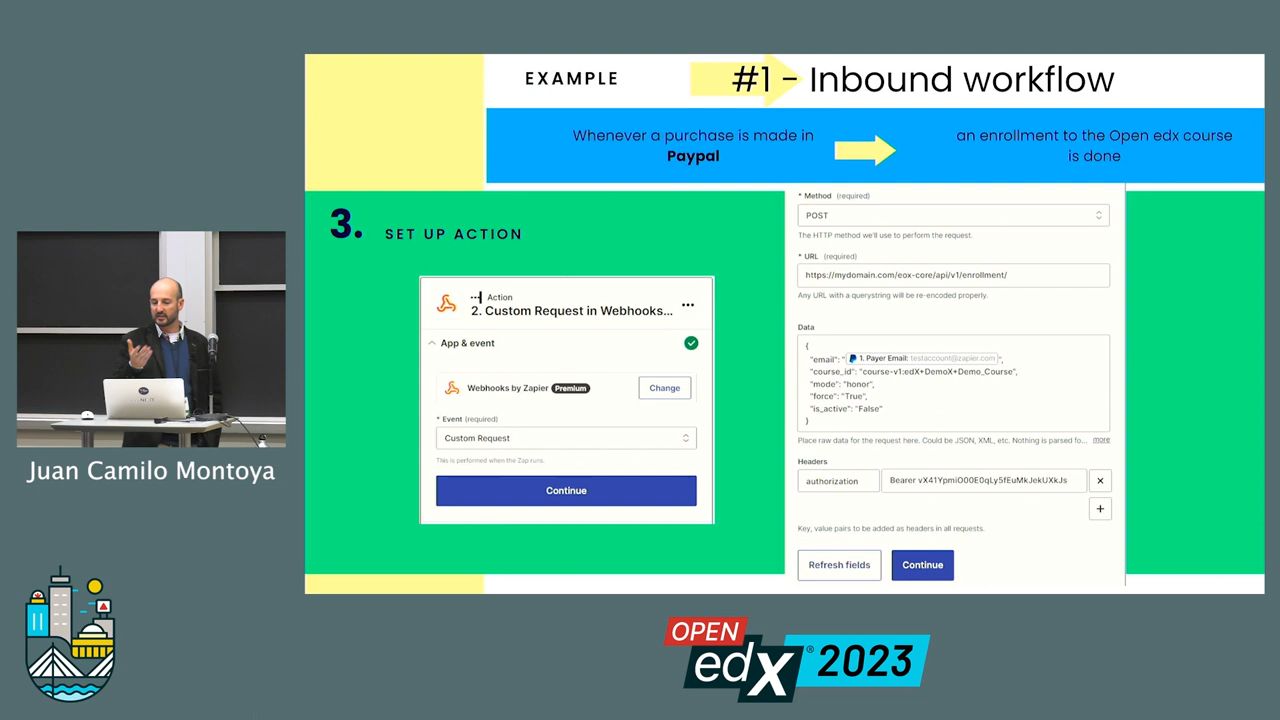 EXAMPLE
#1 - Inbound workflow
Whenever a purchase is made in
Paypal
an enrollment to the Open edx course
is done
3.
SET UP ACTION
Action
2. Custom Request in Webhooks...
App & event
Webhooks by Zapier Premium
Change
* Event (required)
Custom Request
This is performed when the Zap runs.
Continue
* Method (required)
POST
The HTTP method we'll use to perform the request.
* URL (required)
https://mydomain.com/eox-core/api/v1/enrollment/
Any URL with a querystring will be re-encoded properly.
Data
{
"email": "1. Payer Email: testaccount@zapier.com",
"course_id": "course-v1:edX+DemoX+Demo_Course",
"mode": "honor",
"force": "True",
"is_active": "False"
}
Place raw data for the request here. Could be JSON, XML, etc. Nothing is parsed fo... more
Headers
authorization
Bearer vX41YpmiO00E0qLy5fEuMkJekUXkJs
Key, value pairs to be added as headers in all requests.
Refresh fields
Continue
Juan Camilo Montoya
OPEN
edX® 2023